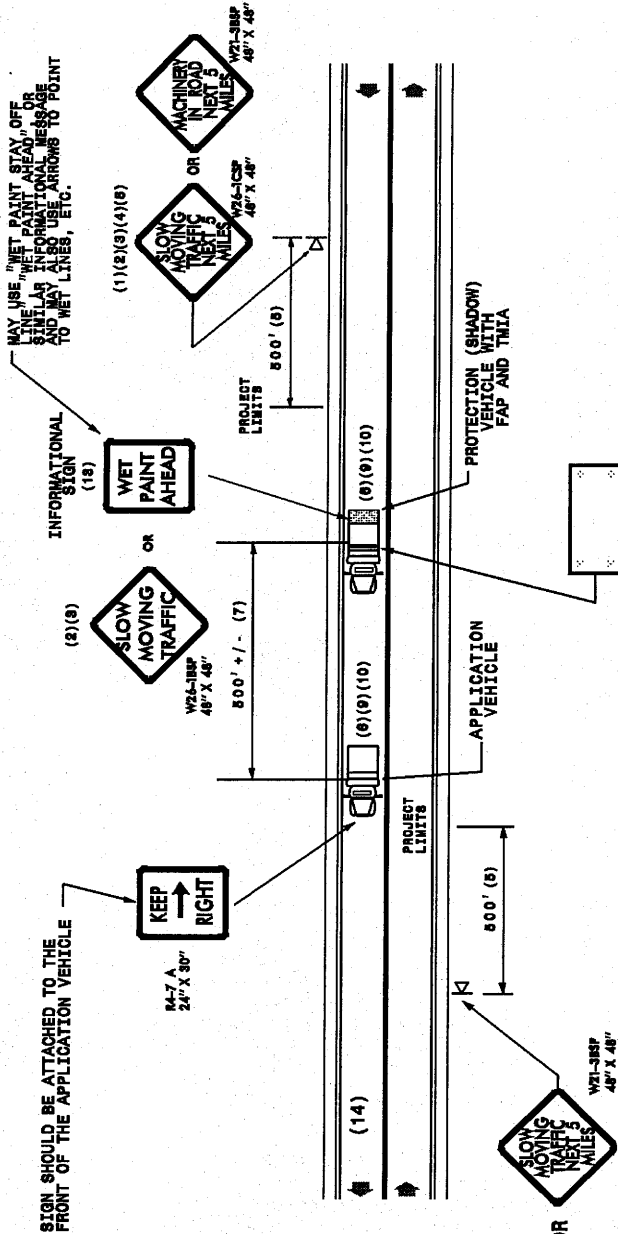 SIGN SHOULD BE ATTACHED TO THE
FRONT OF THE APPLICATION VEHICLE
KEEP
RIGHT
R4-7 A
24" X 30"
(2)(3)
SLOW
MOVING
TRAFFIC
W26-1BSP
48" X 48"
OR
INFORMATIONAL
SIGN
(13)
WET
PAINT
AHEAD
MAY USE "WET PAINT STAY OFF
LINE" "WET PAINT AHEAD", OR
SIMILAR INFORMATIONAL MESSAGE
AND MAY ALSO USE ARROWS TO POINT
TO WET LINES, ETC.
(1)(2)(3)(4)(5)
SLOW
MOVING
TRAFFIC
NEXT 5
MILES
W26-1CSP
48" X 48"
OR
MACHINERY
IN ROAD
NEXT 5
MILES
W21-3BSP
48" X 48"
500' +/- (7)
PROJECT
LIMITS
500' (5)
(14)
(6)(9)(10)
(6)(9)(10)
PROJECT
LIMITS
500' (5)
APPLICATION
VEHICLE
PROTECTION (SHADOW)
VEHICLE WITH
FAP AND TMIA
OR
SLOW
MOVING
TRAFFIC
NEXT 5
MILES
W21-3BSP
48" X 48"